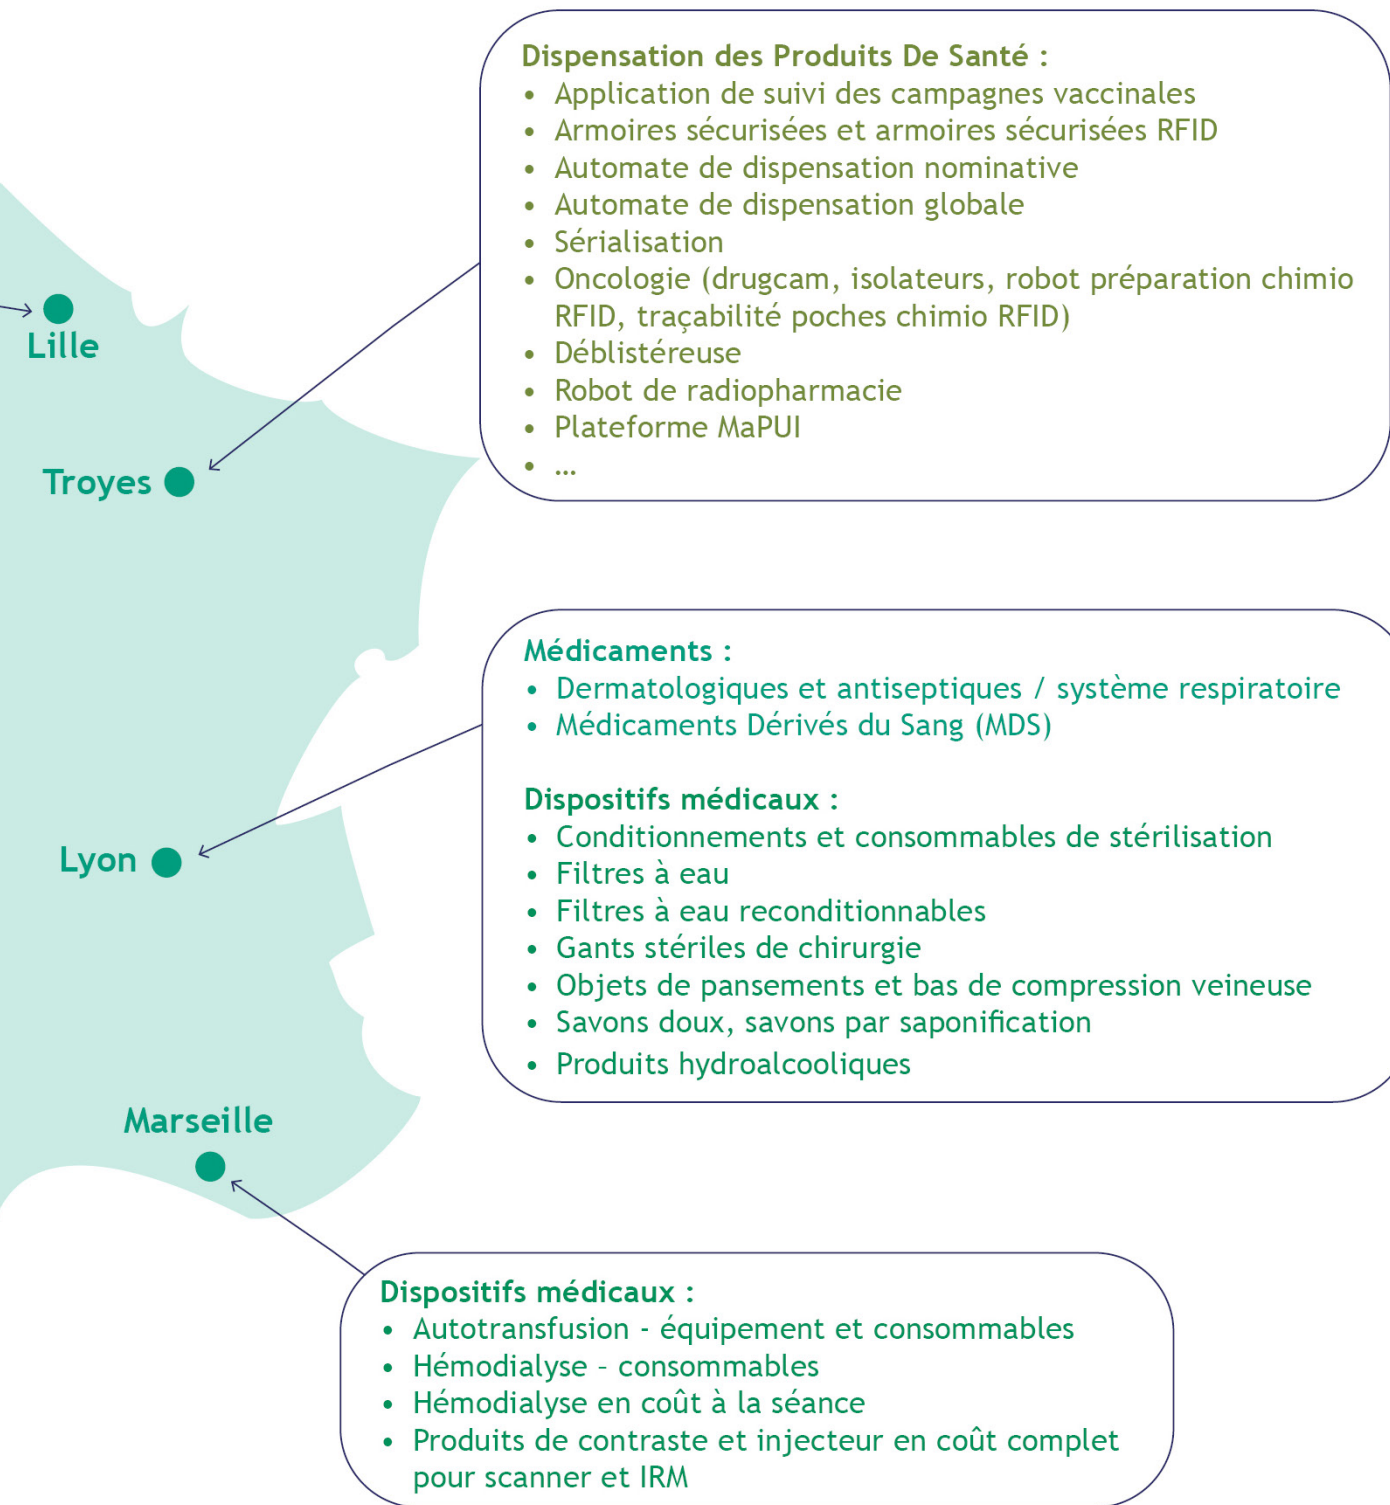 Dispensation des Produits De Santé :
• Application de suivi des campagnes vaccinales
• Armoires sécurisées et armoires sécurisées RFID
• Automate de dispensation nominative
• Automate de dispensation globale
• Sérialisation
• Oncologie (drugcam, isolateurs, robot préparation chimio
RFID, traçabilité poches chimio RFID)
• Déblistéreuse
• Robot de radiopharmacie
• Plateforme MaPUI
• ...
Lille
Troyes
Médicaments :
• Dermatologiques et antiseptiques / système respiratoire
• Médicaments Dérivés du Sang (MDS)
Dispositifs médicaux :
• Conditionnements et consommables de stérilisation
• Filtres à eau
• Filtres à eau reconditionnables
• Gants stériles de chirurgie
• Objets de pansements et bas de compression veineuse
• Savons doux, savons par saponification
• Produits hydroalcooliques
Lyon
Marseille
Dispositifs médicaux :
• Autotransfusion - équipement et consommables
• Hémodialyse – consommables
• Hémodialyse en coût à la séance
• Produits de contraste et injecteur en coût complet
pour scanner et IRM